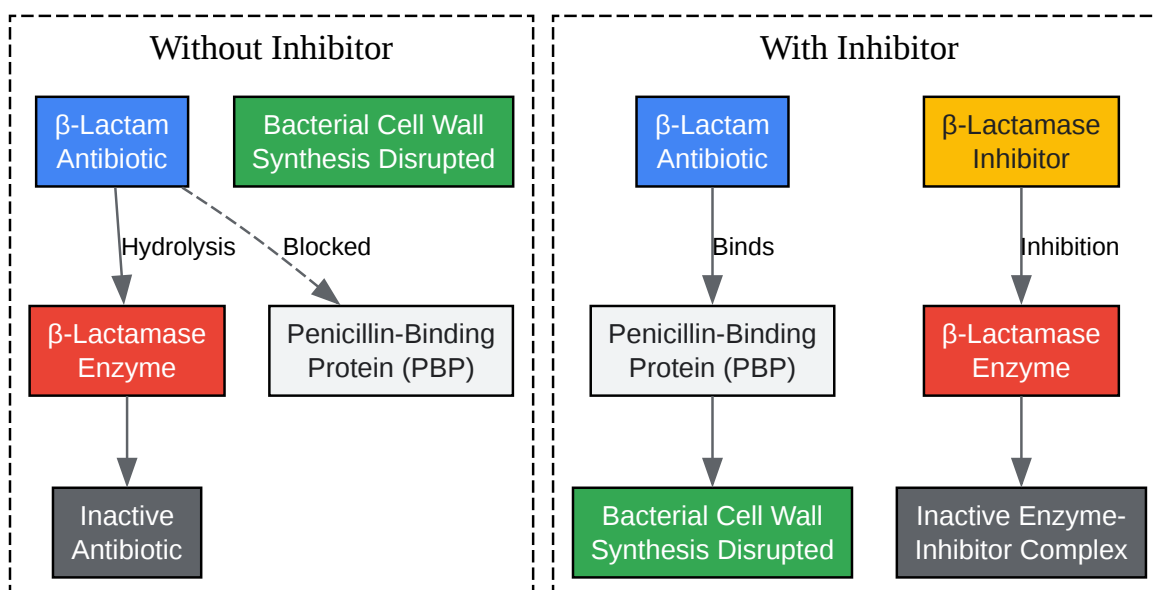 Without Inhibitor
β-Lactam
Antibiotic
Bacterial Cell Wall
Synthesis Disrupted
Hydrolysis
Blocked
β-Lactamase
Enzyme
Penicillin-Binding
Protein (PBP)
Inactive
Antibiotic
With Inhibitor
β-Lactam
Antibiotic
β-Lactamase
Inhibitor
Binds
Inhibition
Penicillin-Binding
Protein (PBP)
β-Lactamase
Enzyme
Bacterial Cell Wall
Synthesis Disrupted
Inactive Enzyme-
Inhibitor Complex